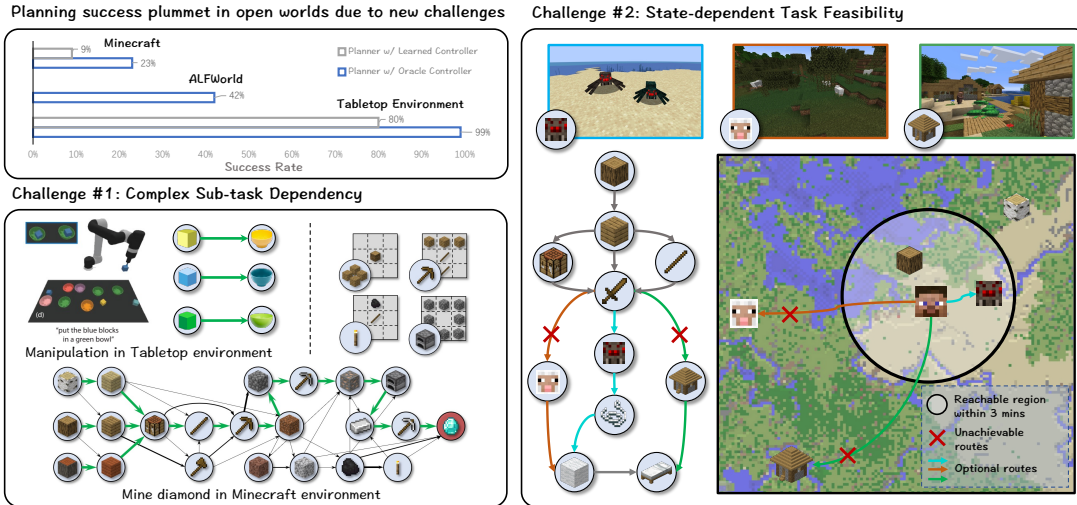 Planning success plummet in open worlds due to new challenges
Minecraft
9%
23%
Planner w/ Learned Controller
Planner w/ Oracle Controller
ALFWorld
42%
Tabletop Environment
80%
99%
0% 10% 20% 30% 40% 50% 60% 70% 80% 90% 100%
Success Rate
Challenge #1: Complex Sub-task Dependency
(d)
"put the blue blocks
in a green bowl"
Manipulation in Tabletop environment
Mine diamond in Minecraft environment
Challenge #2: State-dependent Task Feasibility
Reachable region
within 3 mins
Unachievable
routes
Optional routes